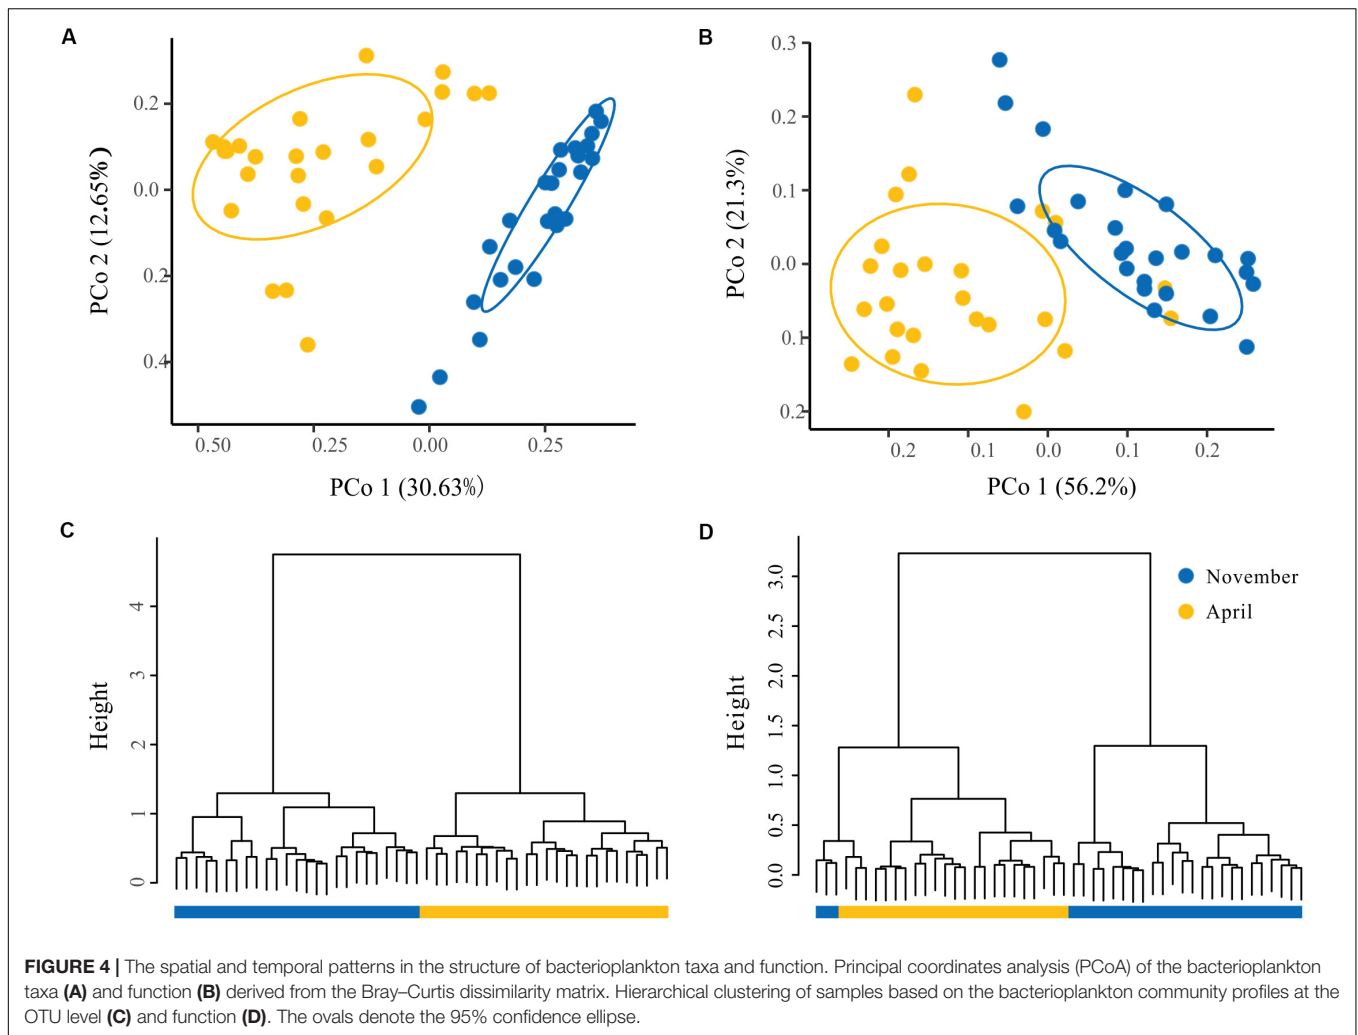 A
B
0.2
0.0
0.2
0.4
PCo 2 (12.65%)
0.50
0.25
0.00
0.25
PCo 1 (30.63%)
0.3
0.2
0.1
0.0
0.1
0.2
PCo 2 (21.3%)
0.2
0.1
0.0
0.1
0.2
PCo 1 (56.2%)
C
D
4
3
2
1
0
Height
3.0
2.5
2.0
1.5
1.0
0.5
0.0
Height
November
April
FIGURE 4 | The spatial and temporal patterns in the structure of bacterioplankton taxa and function. Principal coordinates analysis (PCoA) of the bacterioplankton
taxa (A) and function (B) derived from the Bray–Curtis dissimilarity matrix. Hierarchical clustering of samples based on the bacterioplankton community profiles at the
OTU level (C) and function (D). The ovals denote the 95% confidence ellipse.